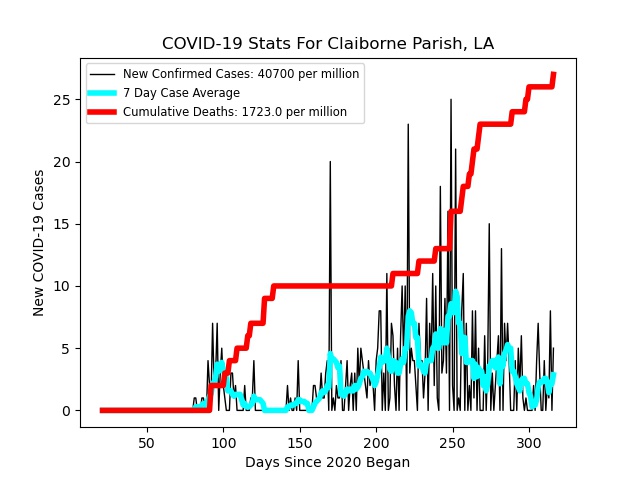 COVID-19 Stats For Claiborne Parish, LA
New Confirmed Cases: 40700 per million
7 Day Case Average
Cumulative Deaths: 1723.0 per million
New COVID-19 Cases
25
20
15
10
5
0
50 100 150 200 250 300
Days Since 2020 Began